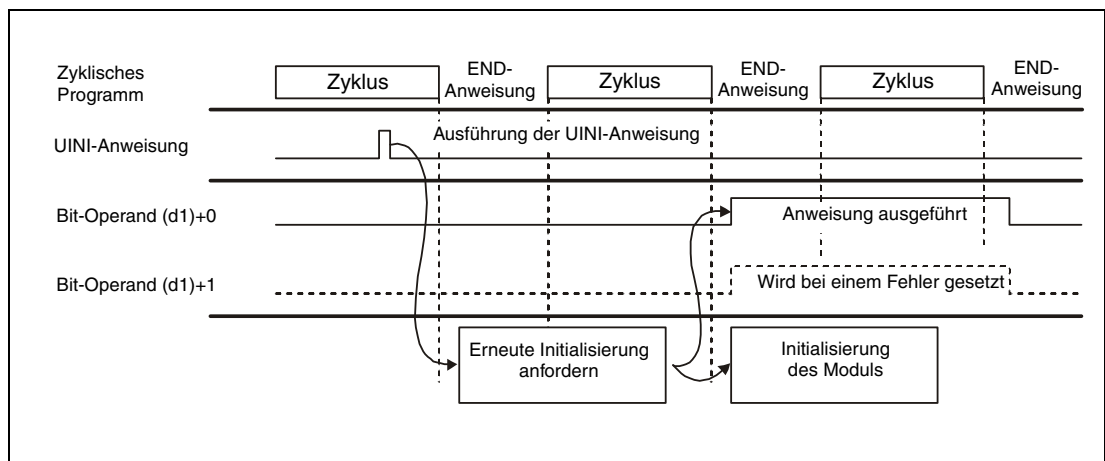 Zyklisches
Programm
Zyklus
END-
Anweisung
Zyklus
END-
Anweisung
Zyklus
END-
Anweisung
UINI-Anweisung
Ausführung der UINI-Anweisung
Bit-Operand (d1)+0
Anweisung ausgeführt
Bit-Operand (d1)+1
Wird bei einem Fehler gesetzt
Erneute Initialisierung
anfordern
Initialisierung
des Moduls